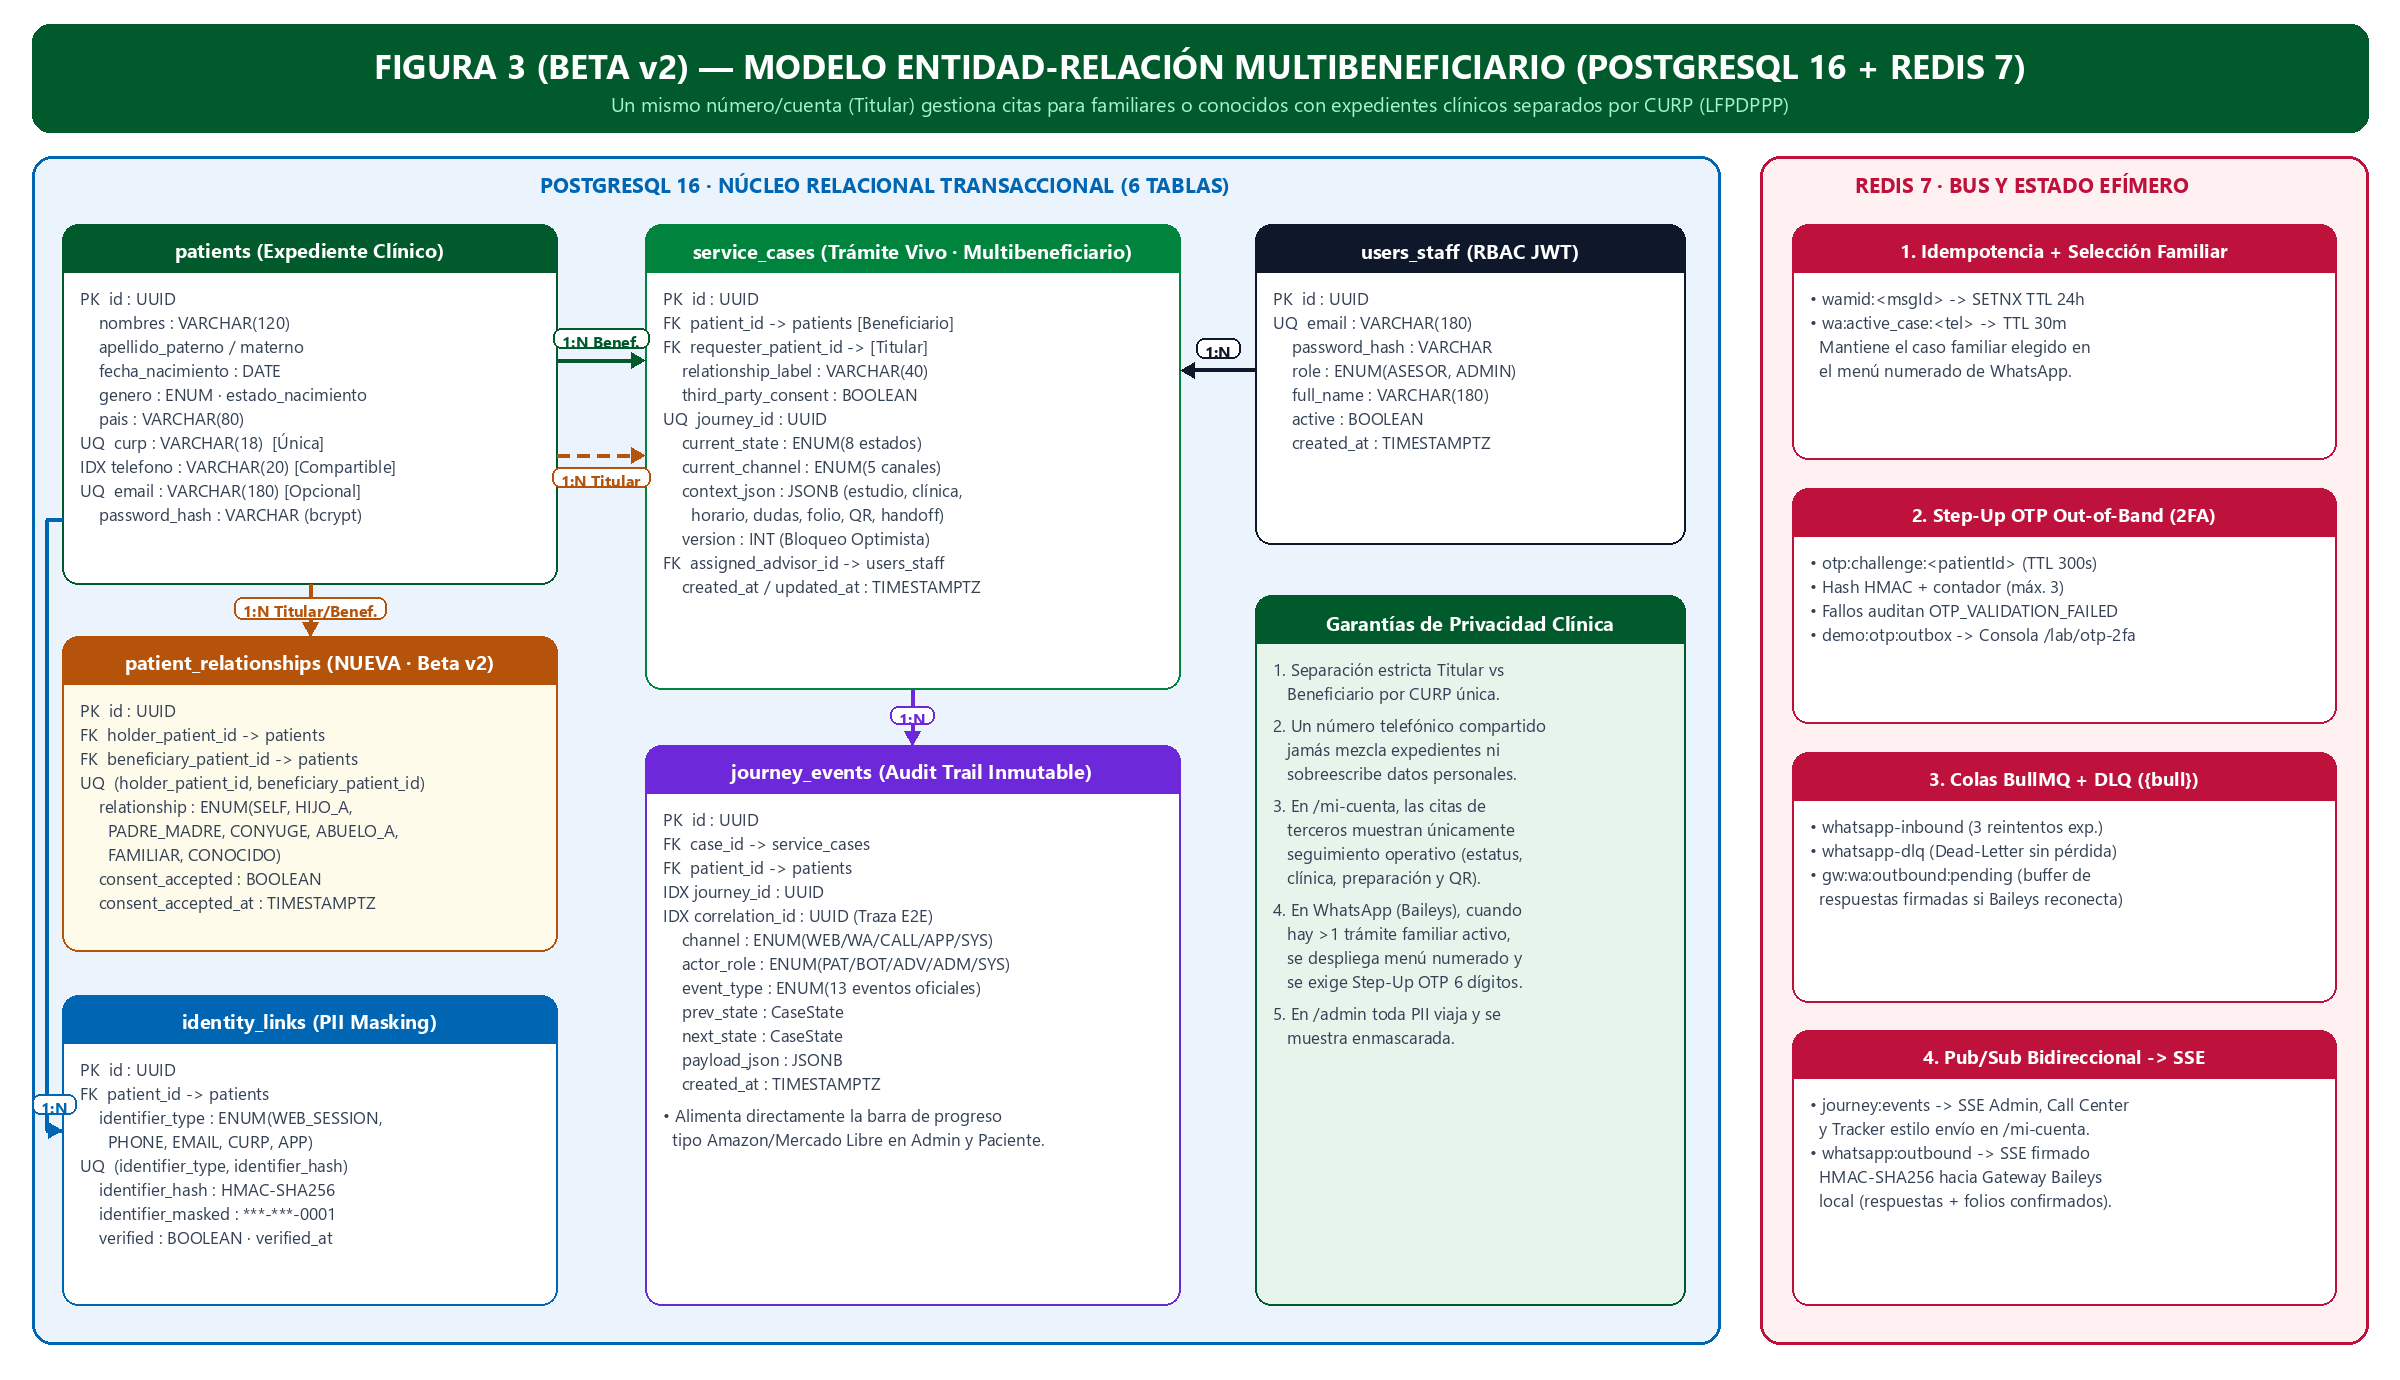 FIGURA 3 (BETA v2) — MODELO ENTIDAD-RELACIÓN MULTIBENEFICIARIO (POSTGRESQL 16 + REDIS 7)
Un mismo número/cuenta (Titular) gestiona citas para familiares o conocidos con expedientes clínicos separados por CURP (LFPDPPP)
POSTGRESQL 16 · NÚCLEO RELACIONAL TRANSACCIONAL (6 TABLAS)
patients (Expediente Clínico)
PK id : UUID
nombres : VARCHAR(120)
apellido_paterno / materno
fecha_nacimiento : DATE
genero : ENUM · estado_nacimiento
pais : VARCHAR(80)
UQ curp : VARCHAR(18) [Única]
IDX telefono : VARCHAR(20) [Compartible]
UQ email : VARCHAR(180) [Opcional]
password_hash : VARCHAR (bcrypt)
1:N Benef.
1:N Titular
1:N Titular/Benef.
patient_relationships (NUEVA · Beta v2)
PK id : UUID
FK holder_patient_id -> patients
FK beneficiary_patient_id -> patients
UQ (holder_patient_id, beneficiary_patient_id)
relationship : ENUM(SELF, HIJO_A,
PADRE_MADRE, CONYUGE, ABUELO_A,
FAMILIAR, CONOCIDO)
consent_accepted : BOOLEAN
consent_accepted_at : TIMESTAMPTZ
identity_links (PII Masking)
PK id : UUID
FK patient_id -> patients
identifier_type : ENUM(WEB_SESSION,
PHONE, EMAIL, CURP, APP)
UQ (identifier_type, identifier_hash)
identifier_hash : HMAC-SHA256
identifier_masked : ***-***-0001
verified : BOOLEAN · verified_at
1:N
service_cases (Trámite Vivo · Multibeneficiario)
PK id : UUID
FK patient_id -> patients [Beneficiario]
FK requester_patient_id -> [Titular]
relationship_label : VARCHAR(40)
third_party_consent : BOOLEAN
UQ journey_id : UUID
current_state : ENUM(8 estados)
current_channel : ENUM(5 canales)
context_json : JSONB (estudio, clínica,
horario, dudas, folio, QR, handoff)
version : INT (Bloqueo Optimista)
FK assigned_advisor_id -> users_staff
created_at / updated_at : TIMESTAMPTZ
1:N
journey_events (Audit Trail Inmutable)
PK id : UUID
FK case_id -> service_cases
FK patient_id -> patients
IDX journey_id : UUID
IDX correlation_id : UUID (Traza E2E)
channel : ENUM(WEB/WA/CALL/APP/SYS)
actor_role : ENUM(PAT/BOT/ADV/ADM/SYS)
event_type : ENUM(13 eventos oficiales)
prev_state : CaseState
next_state : CaseState
payload_json : JSONB
created_at : TIMESTAMPTZ
• Alimenta directamente la barra de progreso
tipo Amazon/Mercado Libre en Admin y Paciente.
1:N
users_staff (RBAC JWT)
PK id : UUID
UQ email : VARCHAR(180)
password_hash : VARCHAR
role : ENUM(ASESOR, ADMIN)
full_name : VARCHAR(180)
active : BOOLEAN
created_at : TIMESTAMPTZ
Garantías de Privacidad Clínica
1. Separación estricta Titular vs
Beneficiario por CURP única.
2. Un número telefónico compartido
jamás mezcla expedientes ni
sobreescribe datos personales.
3. En /mi-cuenta, las citas de
terceros muestran únicamente
seguimiento operativo (estatus,
clínica, preparación y QR).
4. En WhatsApp (Baileys), cuando
hay >1 trámite familiar activo,
se despliega menú numerado y
se exige Step-Up OTP 6 dígitos.
5. En /admin toda PII viaja y se
muestra enmascarada.
REDIS 7 · BUS Y ESTADO EFÍMERO
1. Idempotencia + Selección Familiar
• wamid:<msgId> -> SETNX TTL 24h
• wa:active_case:<tel> -> TTL 30m
Mantiene el caso familiar elegido en
el menú numerado de WhatsApp.
2. Step-Up OTP Out-of-Band (2FA)
• otp:challenge:<patientId> (TTL 300s)
• Hash HMAC + contador (máx. 3)
• Fallos auditan OTP_VALIDATION_FAILED
• demo:otp:outbox -> Consola /lab/otp-2fa
3. Colas BullMQ + DLQ ({bull})
• whatsapp-inbound (3 reintentos exp.)
• whatsapp-dlq (Dead-Letter sin pérdida)
• gw:wa:outbound:pending (buffer de
respuestas firmadas si Baileys reconecta)
4. Pub/Sub Bidireccional -> SSE
• journey:events -> SSE Admin, Call Center
y Tracker estilo envío en /mi-cuenta.
• whatsapp:outbound -> SSE firmado
HMAC-SHA256 hacia Gateway Baileys
local (respuestas + folios confirmados).